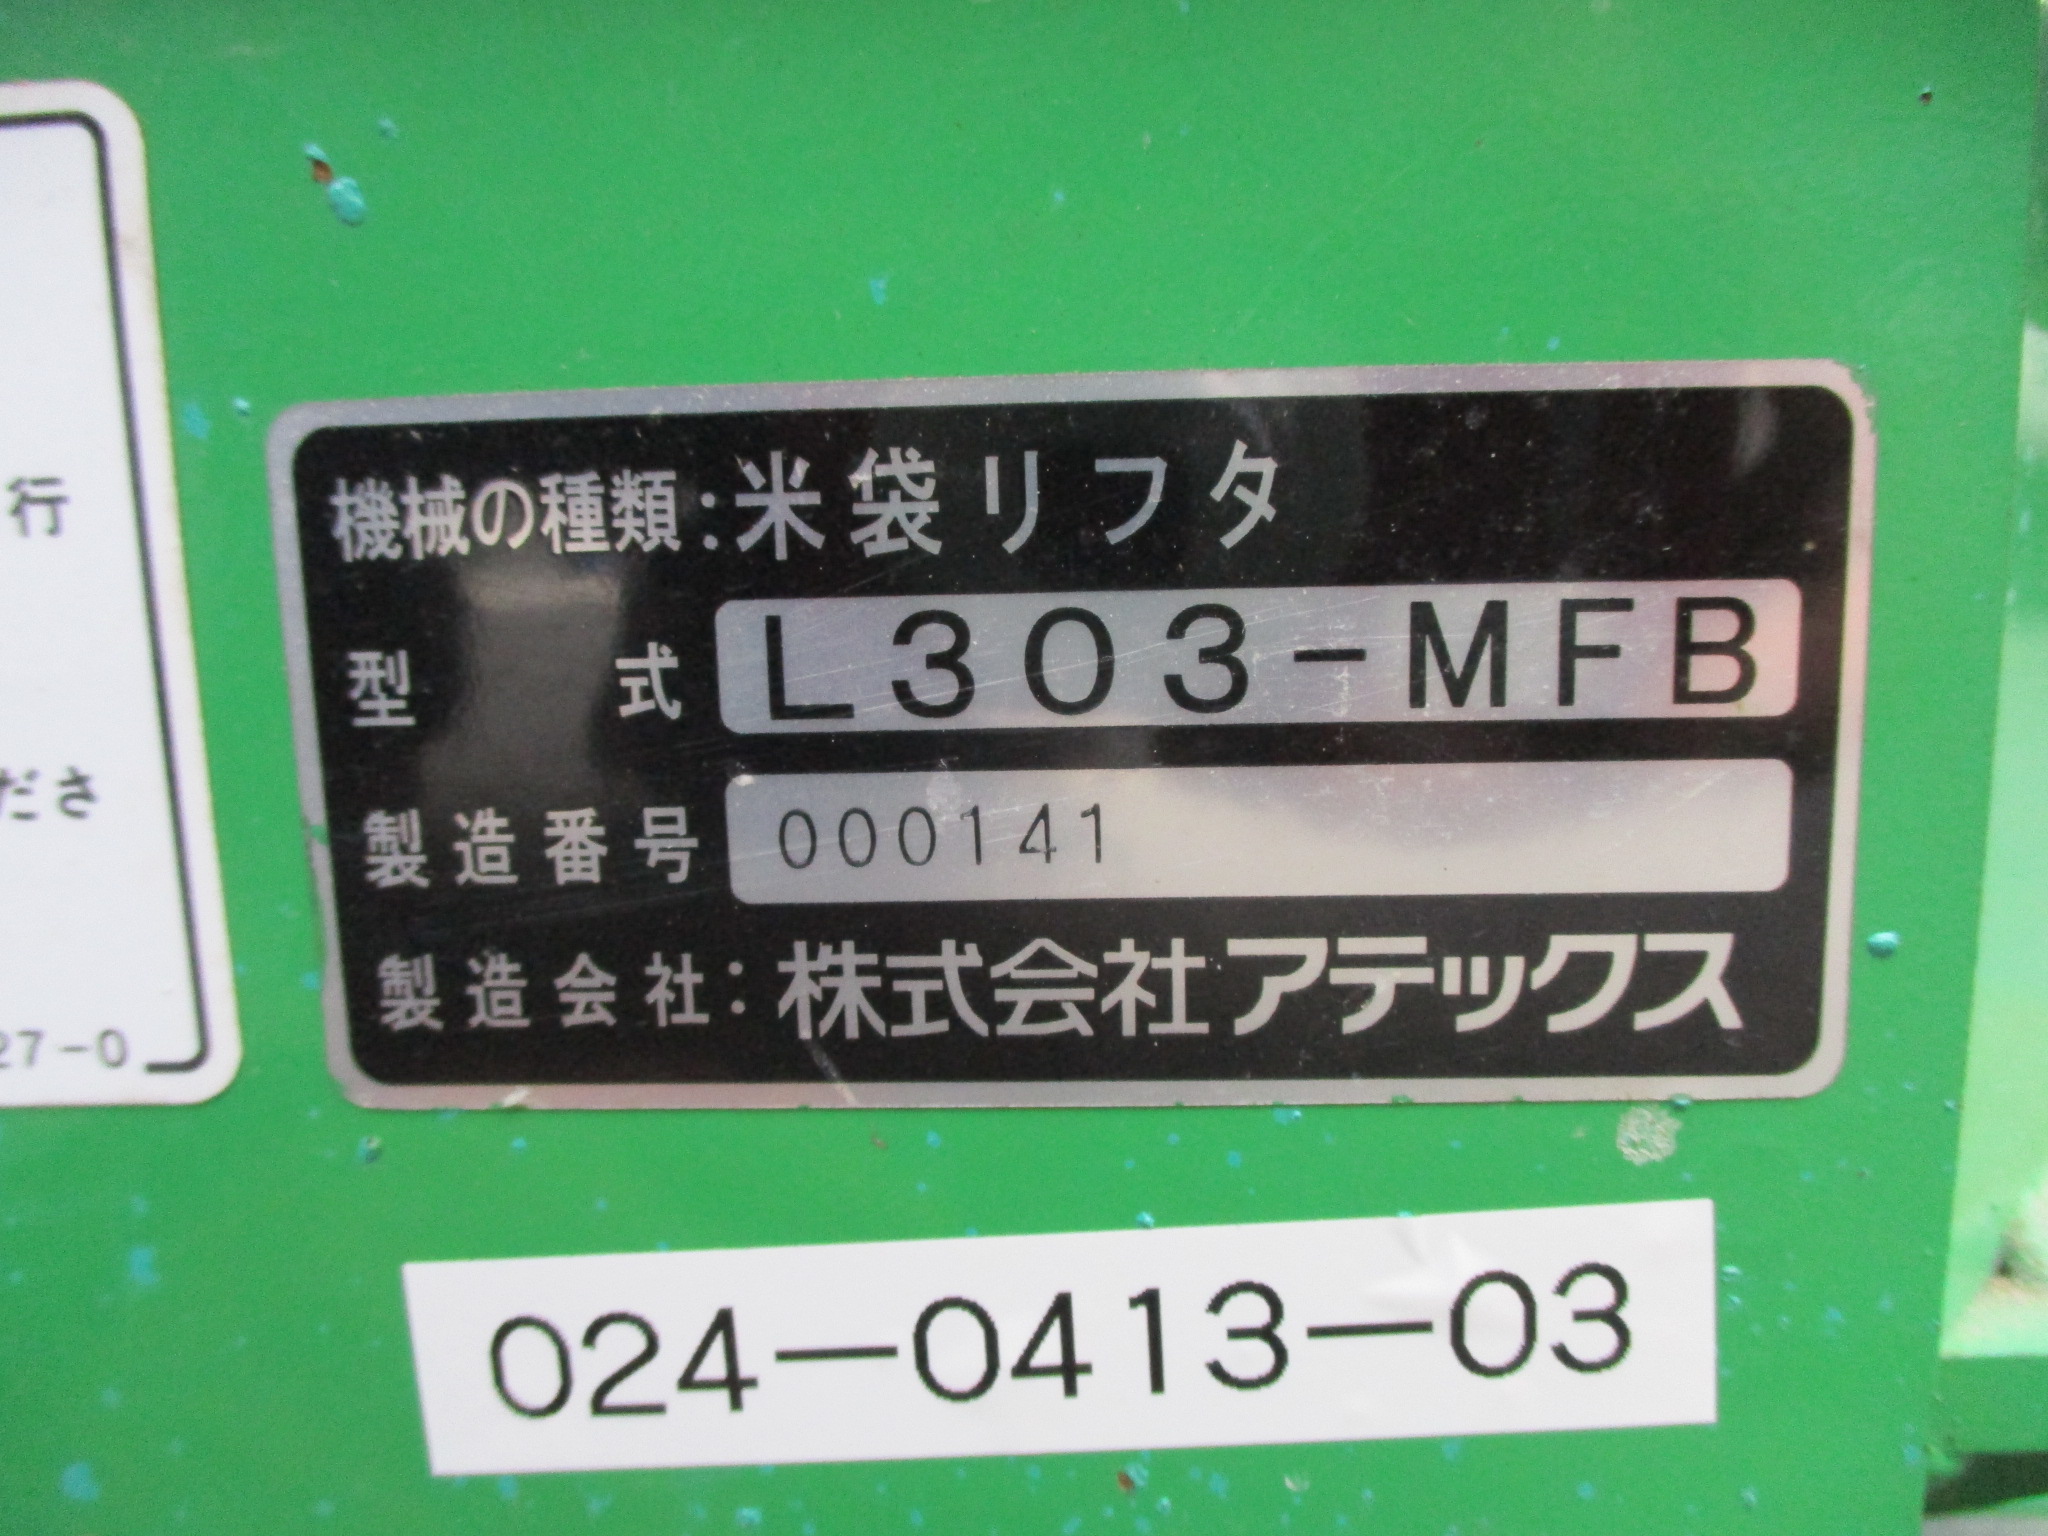 行
ださ
27-0
機械の種類:米袋リフタ
型式 L303-MFB
製造番号 000141
製造会社:株式会社アテックス
024-0413-03